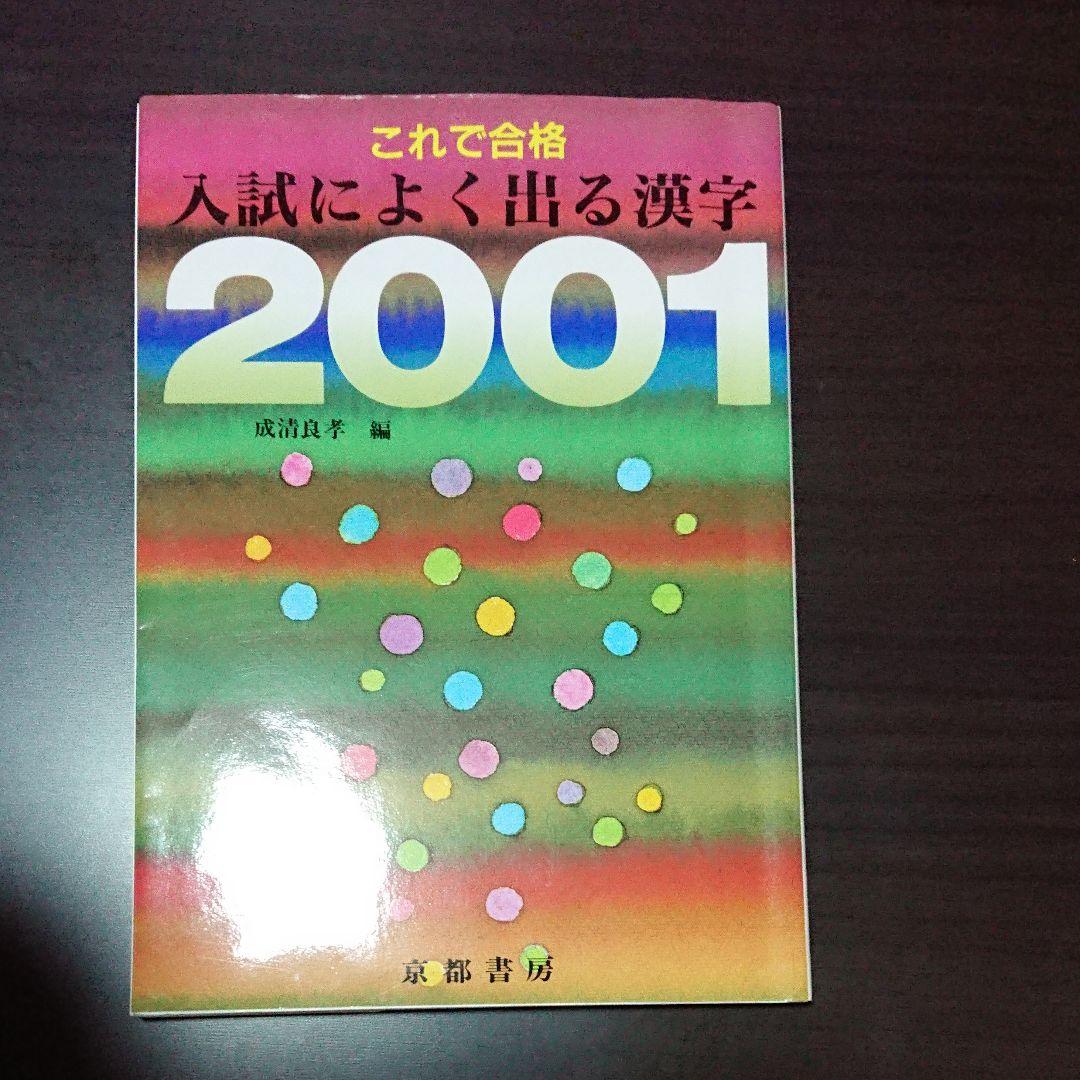 これで合格
入試によく出る漢字
2001
成清良孝 編
京都書房